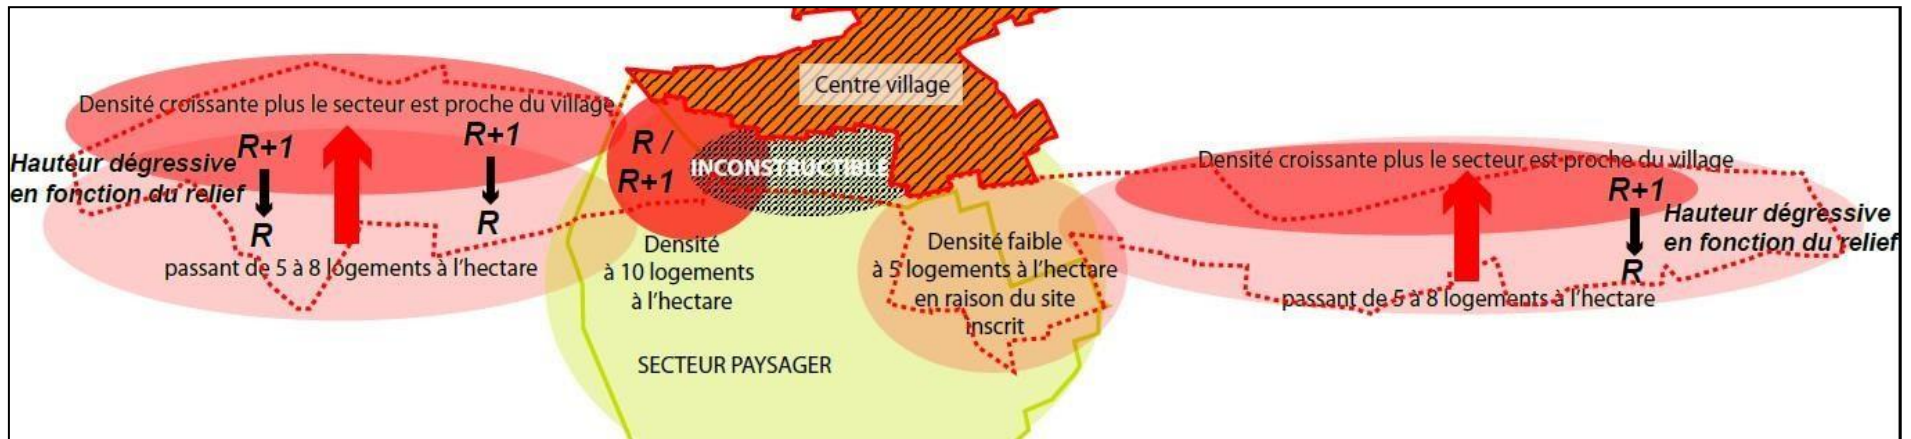 Centre village
Densité croissante plus le secteur est proche du village
R+1
R+1
Hauteur dégressive
en fonction du relief
R
R
passant de 5 à 8 logements à l'hectare
R /
R+1
INCONSTRUCTIBLE
Densité
à 10 logements
à l'hectare
SECTEUR PAYSAGER
Densité faible
à 5 logements à l'hectare
en raison du site
inscrit
Densité croissante plus le secteur est proche du village
R+1
Hauteur dégressive
en fonction du relief
R
passant de 5 à 8 logements à l'hectare